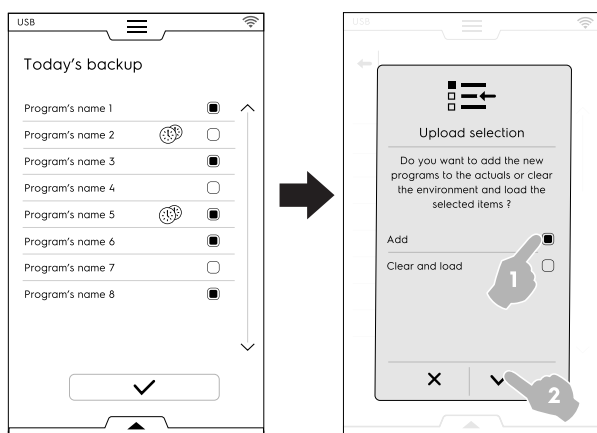 USB
Today's backup
Program's name 1
Program's name 2
Program's name 3
Program's name 4
Program's name 5
Program's name 6
Program's name 7
Program's name 8
USB
Upload selection
Do you want to add the new
programs to the actuals or clear
the environment and load the
selected items ?
Add
1
Clear and load
2